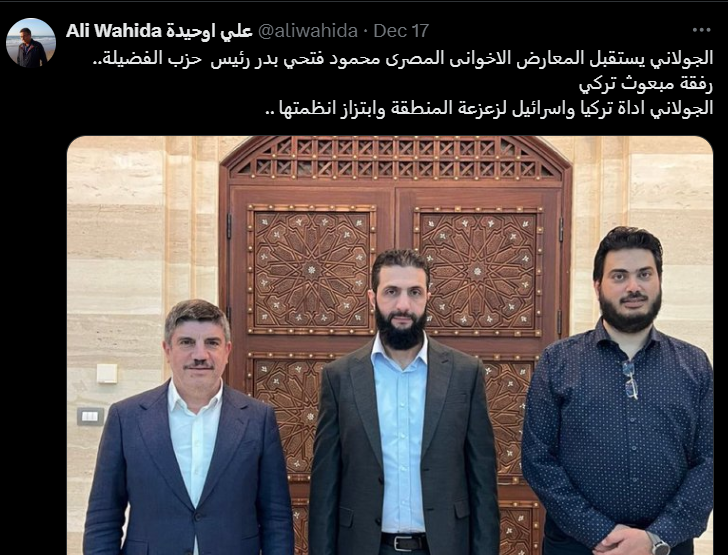 Ali Wahida علي اوحيدة @aliwahida · Dec 17
الجولاني يستقبل المعارض الاخوانى المصرى محمود فتحي بدر رئيس حزب الفضيلة..
رفقة مبعوث تركي
الجولاني اداة تركيا واسرائيل لزعزعة المنطقة وابتزاز انظمتها ..